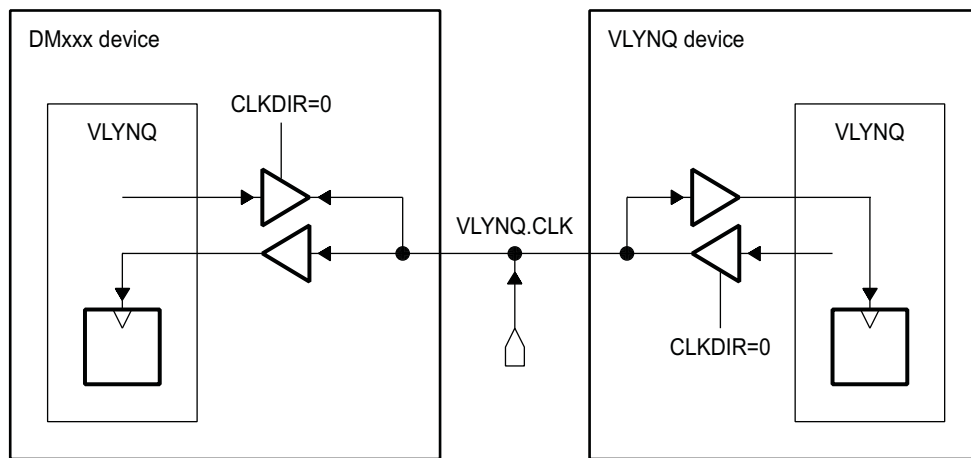 DMxxx device
VLYNQ device
CLKDIR=0
VLYNQ
VLYNQ
VLYNQ.CLK
CLKDIR=0